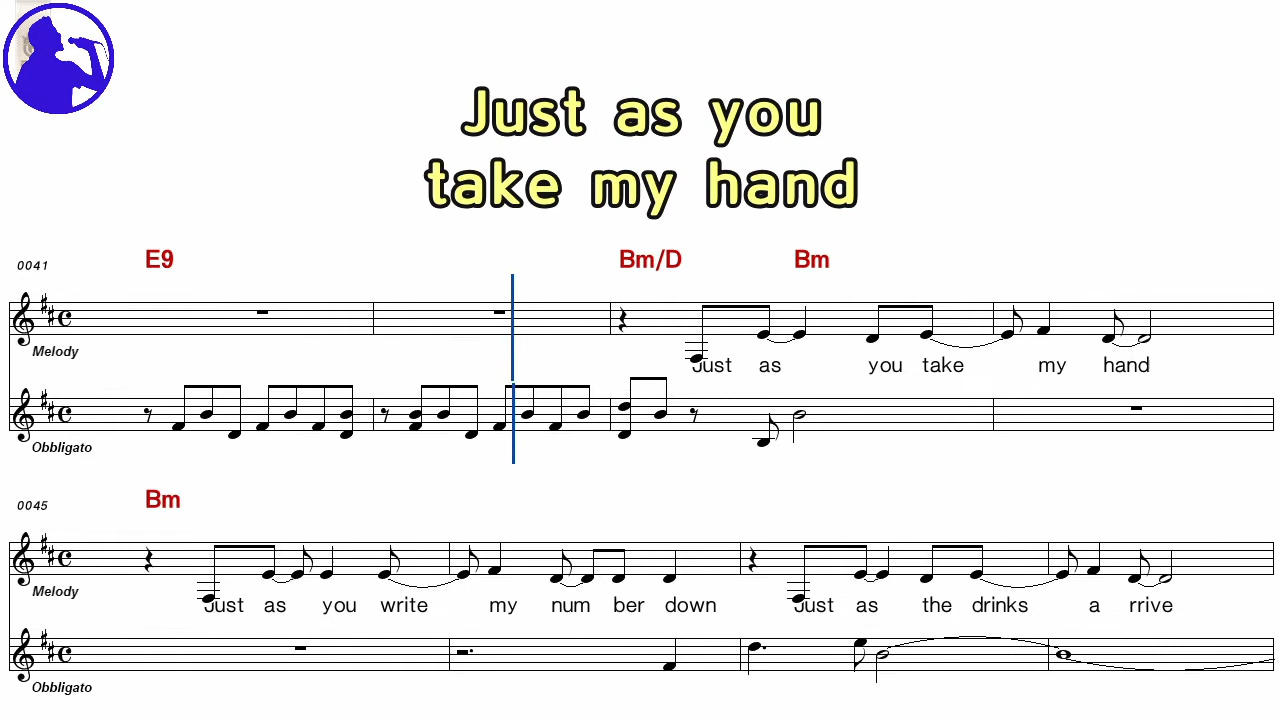 Just as you
take my hand
E9 Bm/D Bm
0041
Melody
Just as you take my hand
Obbligato
Bm
0045
Melody
Just as you write my num ber down Just as the drinks a rrive
Obbligato